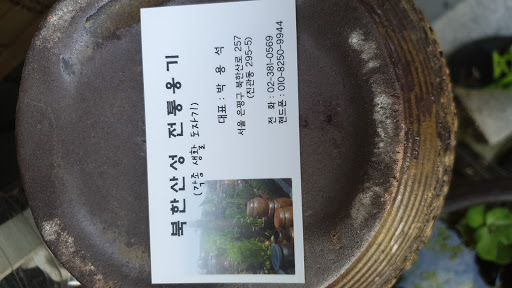 북한산성 전통옹기
(각종 생활 도자기)
대표 : 박 용 석
서울 은평구 북한산로 257
(진관동 295-5)
전 화 : 02-381-0569
핸드폰 : 010-8250-9944